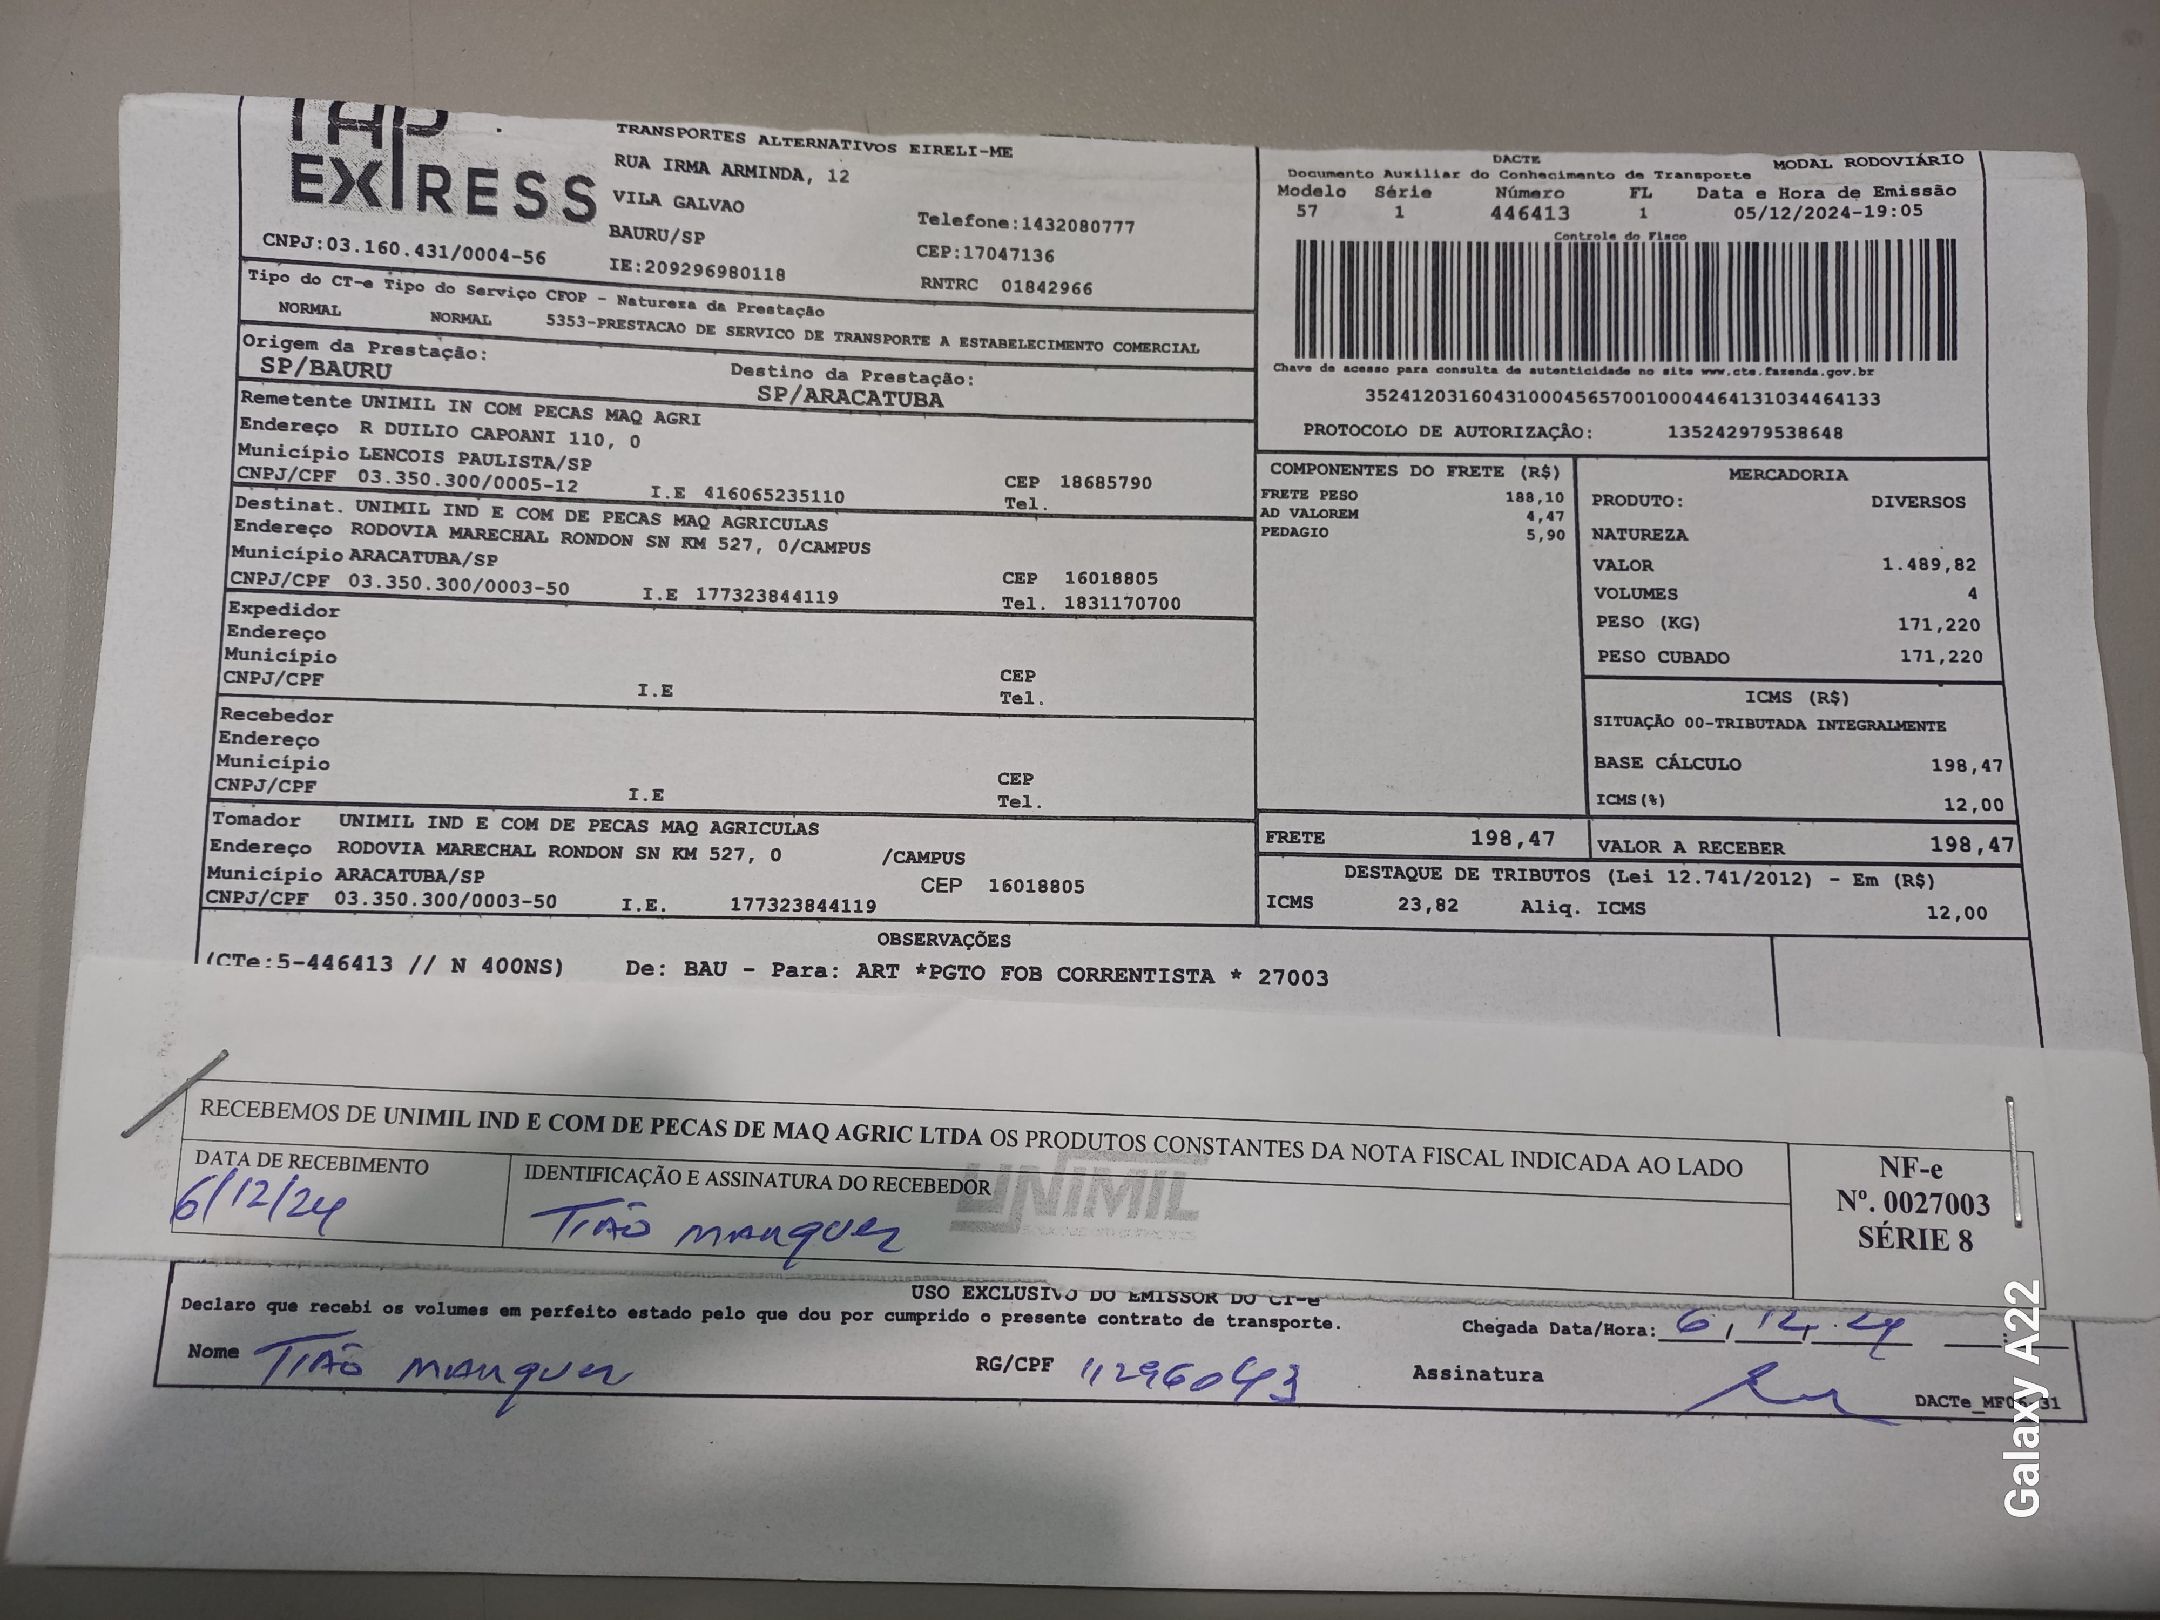 TAP
EXPRESS
CNPJ:03.160.431/0004-56
TRANSPORTES ALTERNATIVOS EIRELI-ME
RUA IRMA ARMINDA, 12
VILA GALVAO
BAURU/SP
IE:209296980118
Telefone:1432080777
CEP:17047136
RNTRC 01842966
DACTE MODAL RODOVIÁRIO
Documento Auxiliar do Conhecimento de Transporte
Modelo Série Número FL Data e Hora de Emissão
57 1 446413 1 05/12/2024-19:05
Controle do Fisco
Chave de acesso para consulta de autenticidade no site www.cte.fazenda.gov.br
35241203160431000456570010004464131034464133
PROTOCOLO DE AUTORIZAÇÃO: 135242979538648
Tipo do CT-e Tipo do Serviço CFOP - Natureza da Prestação
NORMAL NORMAL 5353-PRESTACAO DE SERVICO DE TRANSPORTE A ESTABELECIMENTO COMERCIAL
Origem da Prestação: Destino da Prestação:
SP/BAURU SP/ARACATUBA
Remetente UNIMIL IN COM PECAS MAQ AGRI
Endereço R DUILIO CAPOANI 110, 0
Município LENCOIS PAULISTA/SP CEP 18685790
CNPJ/CPF 03.350.300/0005-12 I.E 416065235110 Tel.
Destinat. UNIMIL IND E COM DE PECAS MAQ AGRICULAS
Endereço RODOVIA MARECHAL RONDON SN KM 527, 0/CAMPUS
Município ARACATUBA/SP CEP 16018805
CNPJ/CPF 03.350.300/0003-50 I.E 177323844119 Tel. 1831170700
Expedidor
Endereço
Município CEP
CNPJ/CPF I.E Tel.
Recebedor
Endereço
Município CEP
CNPJ/CPF I.E Tel.
Tomador UNIMIL IND E COM DE PECAS MAQ AGRICULAS
Endereço RODOVIA MARECHAL RONDON SN KM 527, 0 /CAMPUS
Município ARACATUBA/SP CEP 16018805
CNPJ/CPF 03.350.300/0003-50 I.E. 177323844119
COMPONENTES DO FRETE (R$)
FRETE PESO 188,10
AD VALOREM 4,47
PEDAGIO 5,90
MERCADORIA
PRODUTO: DIVERSOS
NATUREZA
VALOR 1.489,82
VOLUMES 4
PESO (KG) 171,220
PESO CUBADO 171,220
ICMS (R$)
SITUAÇÃO 00-TRIBUTADA INTEGRALMENTE
BASE CÁLCULO 198,47
ICMS(%) 12,00
FRETE 198,47 VALOR A RECEBER 198,47
DESTAQUE DE TRIBUTOS (Lei 12.741/2012) - Em (R$)
ICMS 23,82 Aliq. ICMS 12,00
OBSERVAÇÕES
(CTe:5-446413 // N 400NS) De: BAU - Para: ART *PGTO FOB CORRENTISTA * 27003
RECEBEMOS DE UNIMIL IND E COM DE PECAS DE MAQ AGRIC LTDA OS PRODUTOS CONSTANTES DA NOTA FISCAL INDICADA AO LADO
DATA DE RECEBIMENTO IDENTIFICAÇÃO E ASSINATURA DO RECEBEDOR
6/12/24 Tião Marquez
UNIMIL
NF-e
Nº. 0027003
SÉRIE 8
USO EXCLUSIVO DO EMISSOR DO CT-e
Declaro que recebi os volumes em perfeito estado pelo que dou por cumprido o presente contrato de transporte. Chegada Data/Hora: 6, 12, 24
Nome Tião Marquez RG/CPF 11296043 Assinatura
Galaxy A22